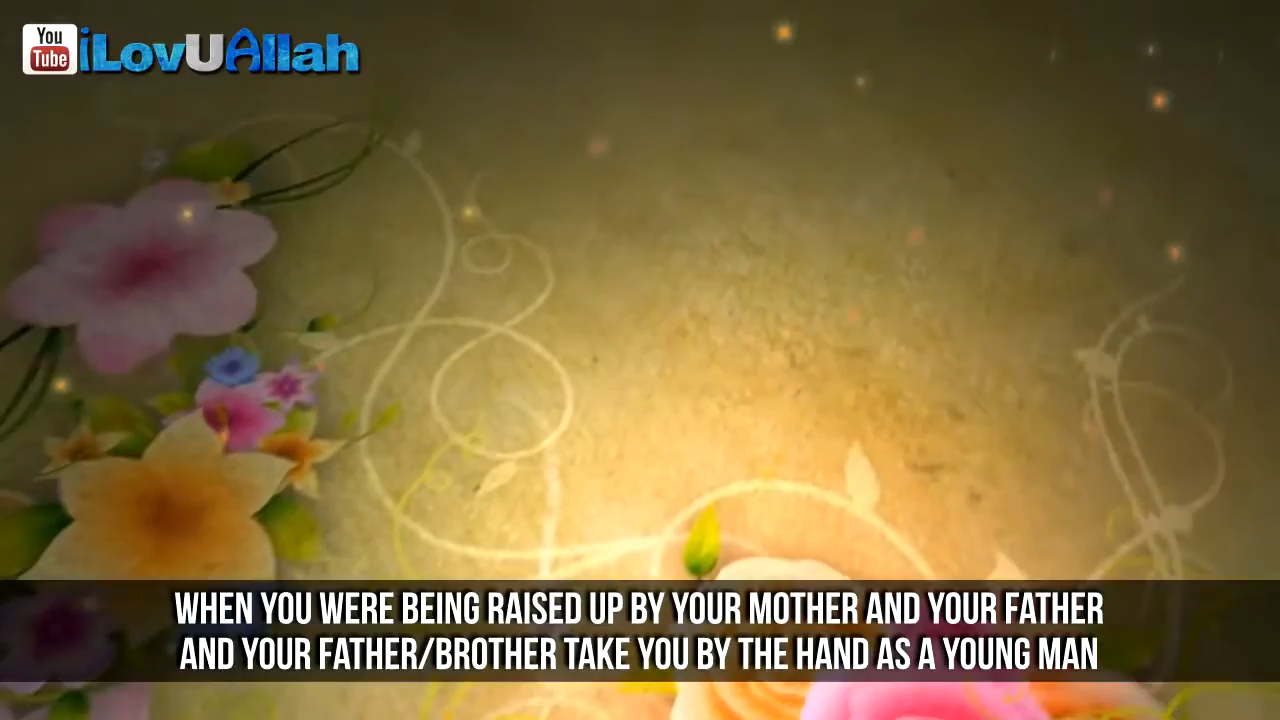 You
Tube
iLovUAllah
WHEN YOU WERE BEING RAISED UP BY YOUR MOTHER AND YOUR FATHER
AND YOUR FATHER/BROTHER TAKE YOU BY THE HAND AS A YOUNG MAN